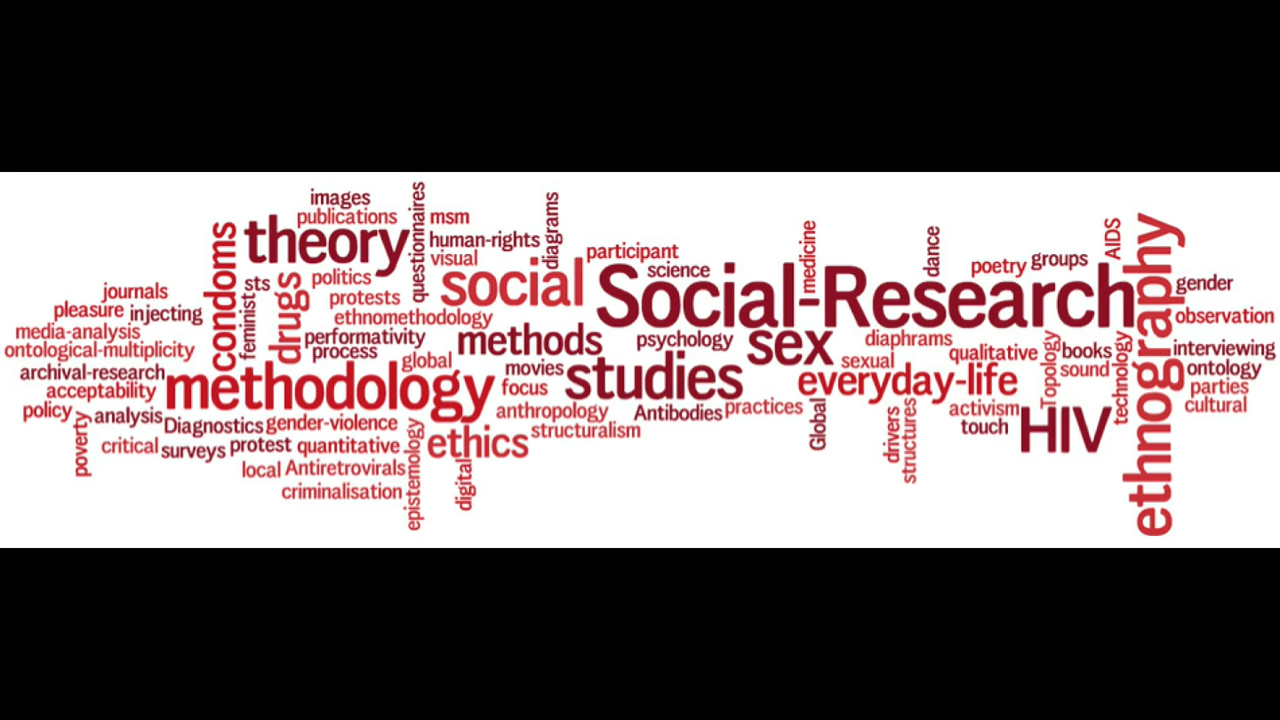 images
publications
questionnaires
msm
diagrams
theory
human-rights
visual
condoms
sts
politics
social
participant
science
medicine
dance
poetry
groups
AIDS
ethnography
gender
journals
pleasure
injecting
feminist
drugs
protests
ethnomethodology
Social-Research
observation
media-analysis
ontological-multiplicity
performativity
process
methods
psychology
sex
diaphrams
sexual
qualitative
Topology
books
sound
technology
interviewing
ontology
archival-research
acceptability
methodology
global
movies
focus
studies
everyday-life
parties
cultural
policy
poverty
analysis
Diagnostics
gender-violence
anthropology
Antibodies
practices
Global
drivers
structures
activism
touch
HIV
critical
surveys
protest
quantitative
epistemology
ethics
structuralism
local
Antiretrovirals
digital
criminalisation